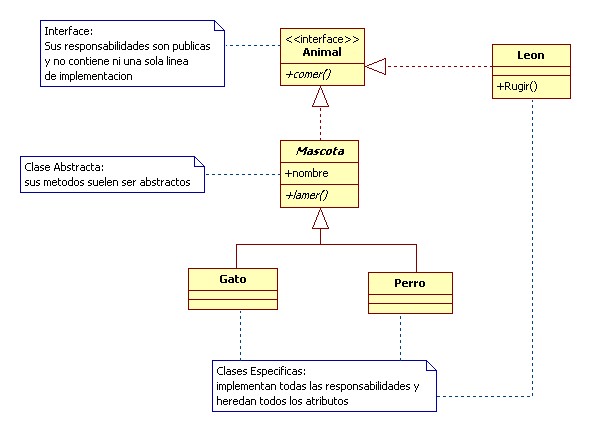 Interface:
Sus responsabilidades son publicas
y no contiene ni una sola linea
de implementacion
<<interface>>
Animal
+comer()
Leon
+Rugir()
Clase Abstracta:
sus metodos suelen ser abstractos
Mascota
+nombre
+lamer()
Gato
Perro
Clases Especificas:
implementan todas las responsabilidades y
heredan todos los atributos